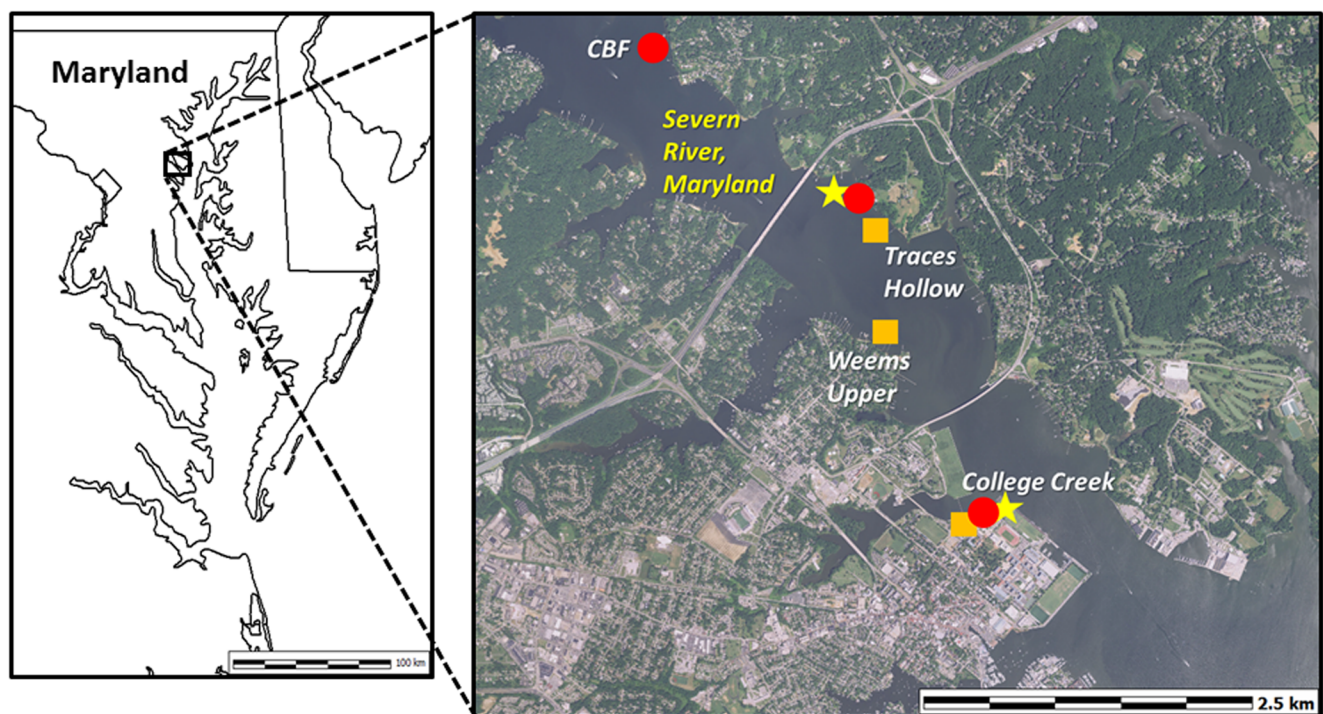 Maryland
100 km
CBF
Severn
River,
Maryland
Traces
Hollow
Weems
Upper
College Creek
2.5 km